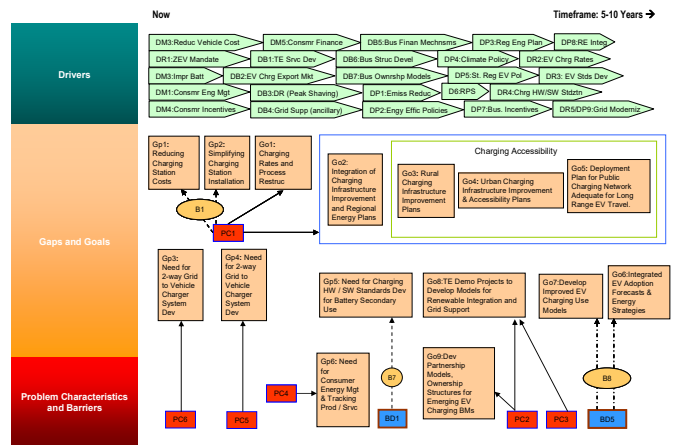 Now
Timeframe: 5-10 Years →
Drivers
DM3:Reduc Vehicle Cost
DM5:Consmr Finance
DB5:Bus Finan Mechnsms
DP3:Reg Eng Plan
DP8:RE Integ
DR1:ZEV Mandate
DB1:TE Srvc Dev
DB6:Bus Struc Devel
DP4:Climate Policy
DR2:EV Chrg Rates
DM3:Impr Batt
DB2:EV Chrg Export Mkt
DB7:Bus Ownrshp Models
DP5:St. Reg EV Pol
DR3: EV Stds Dev
DM1:Consmr Eng Mgt
DB3:DR (Peak Shaving)
DP1:Emiss Reduc
D6:RPS
DR4:Chrg HW/SW Stdztn
DM4:Consmr Incentives
DB4:Grid Supp (ancillary)
DP2:Engy Effic Policies
DP7:Bus. Incentives
DR5/DP9:Grid Moderniz
Gaps and Goals
Gp1:
Reducing
Charging
Station
Costs
Gp2:
Simplifying
Charging
Station
Installation
Go1:
Charging
Rates and
Process
Restruc
B1
PC1
Charging Accessibility
Go2:
Integration of
Charging
Infrastructure
Improvement
and Regional
Energy Plans
Go3: Rural
Charging
Infrastructure
Improvement
Plans
Go4: Urban Charging
Infrastructure Improvement
& Accessibility Plans
Go5: Deployment
Plan for Public
Charging Network
Adequate for Long
Range EV Travel.
Gp3:
Need for
2-way Grid
to Vehicle
Charger
System
Dev
Gp4: Need
for 2-way
Grid to
Vehicle
Charger
System
Dev
Gp5: Need for Charging
HW / SW Standards Dev
for Battery Secondary
Use
Go8:TE Demo Projects to
Develop Models for
Renewable Integration and
Grid Support
Go7:Develop
Improved EV
Charging Use
Models
Go6:Integrated
EV Adoption
Forecasts &
Energy
Strategies
Problem Characteristics
and Barriers
PC6
PC5
PC4
Gp6: Need
for
Consumer
Energy Mgt
& Tracking
Prod / Srvc
B7
BD1
Go9:Dev
Partnership
Models,
Ownership
Structures for
Emerging EV
Charging BMs
PC2
PC3
B8
BD5